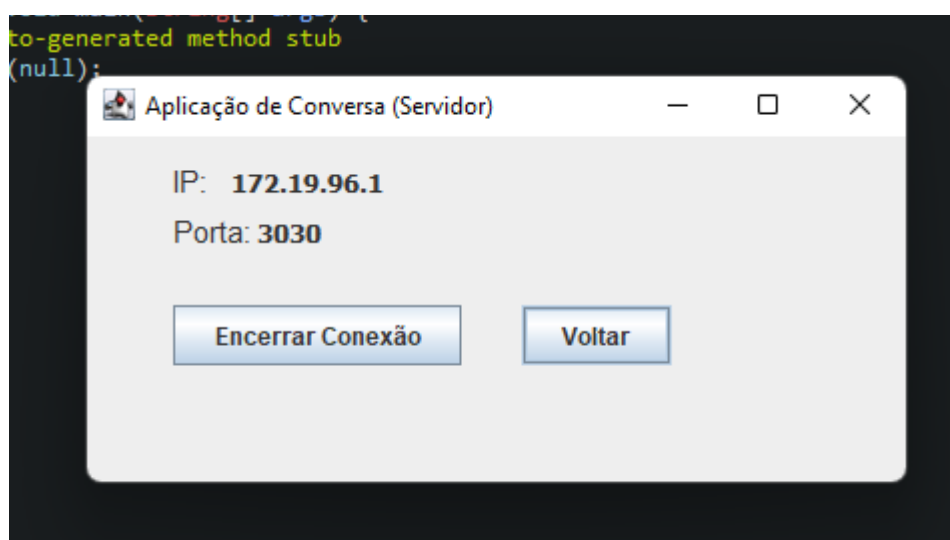 to-generated method stub
(null);
Aplicação de Conversa (Servidor)
IP: 172.19.96.1
Porta: 3030
Encerrar Conexão Voltar